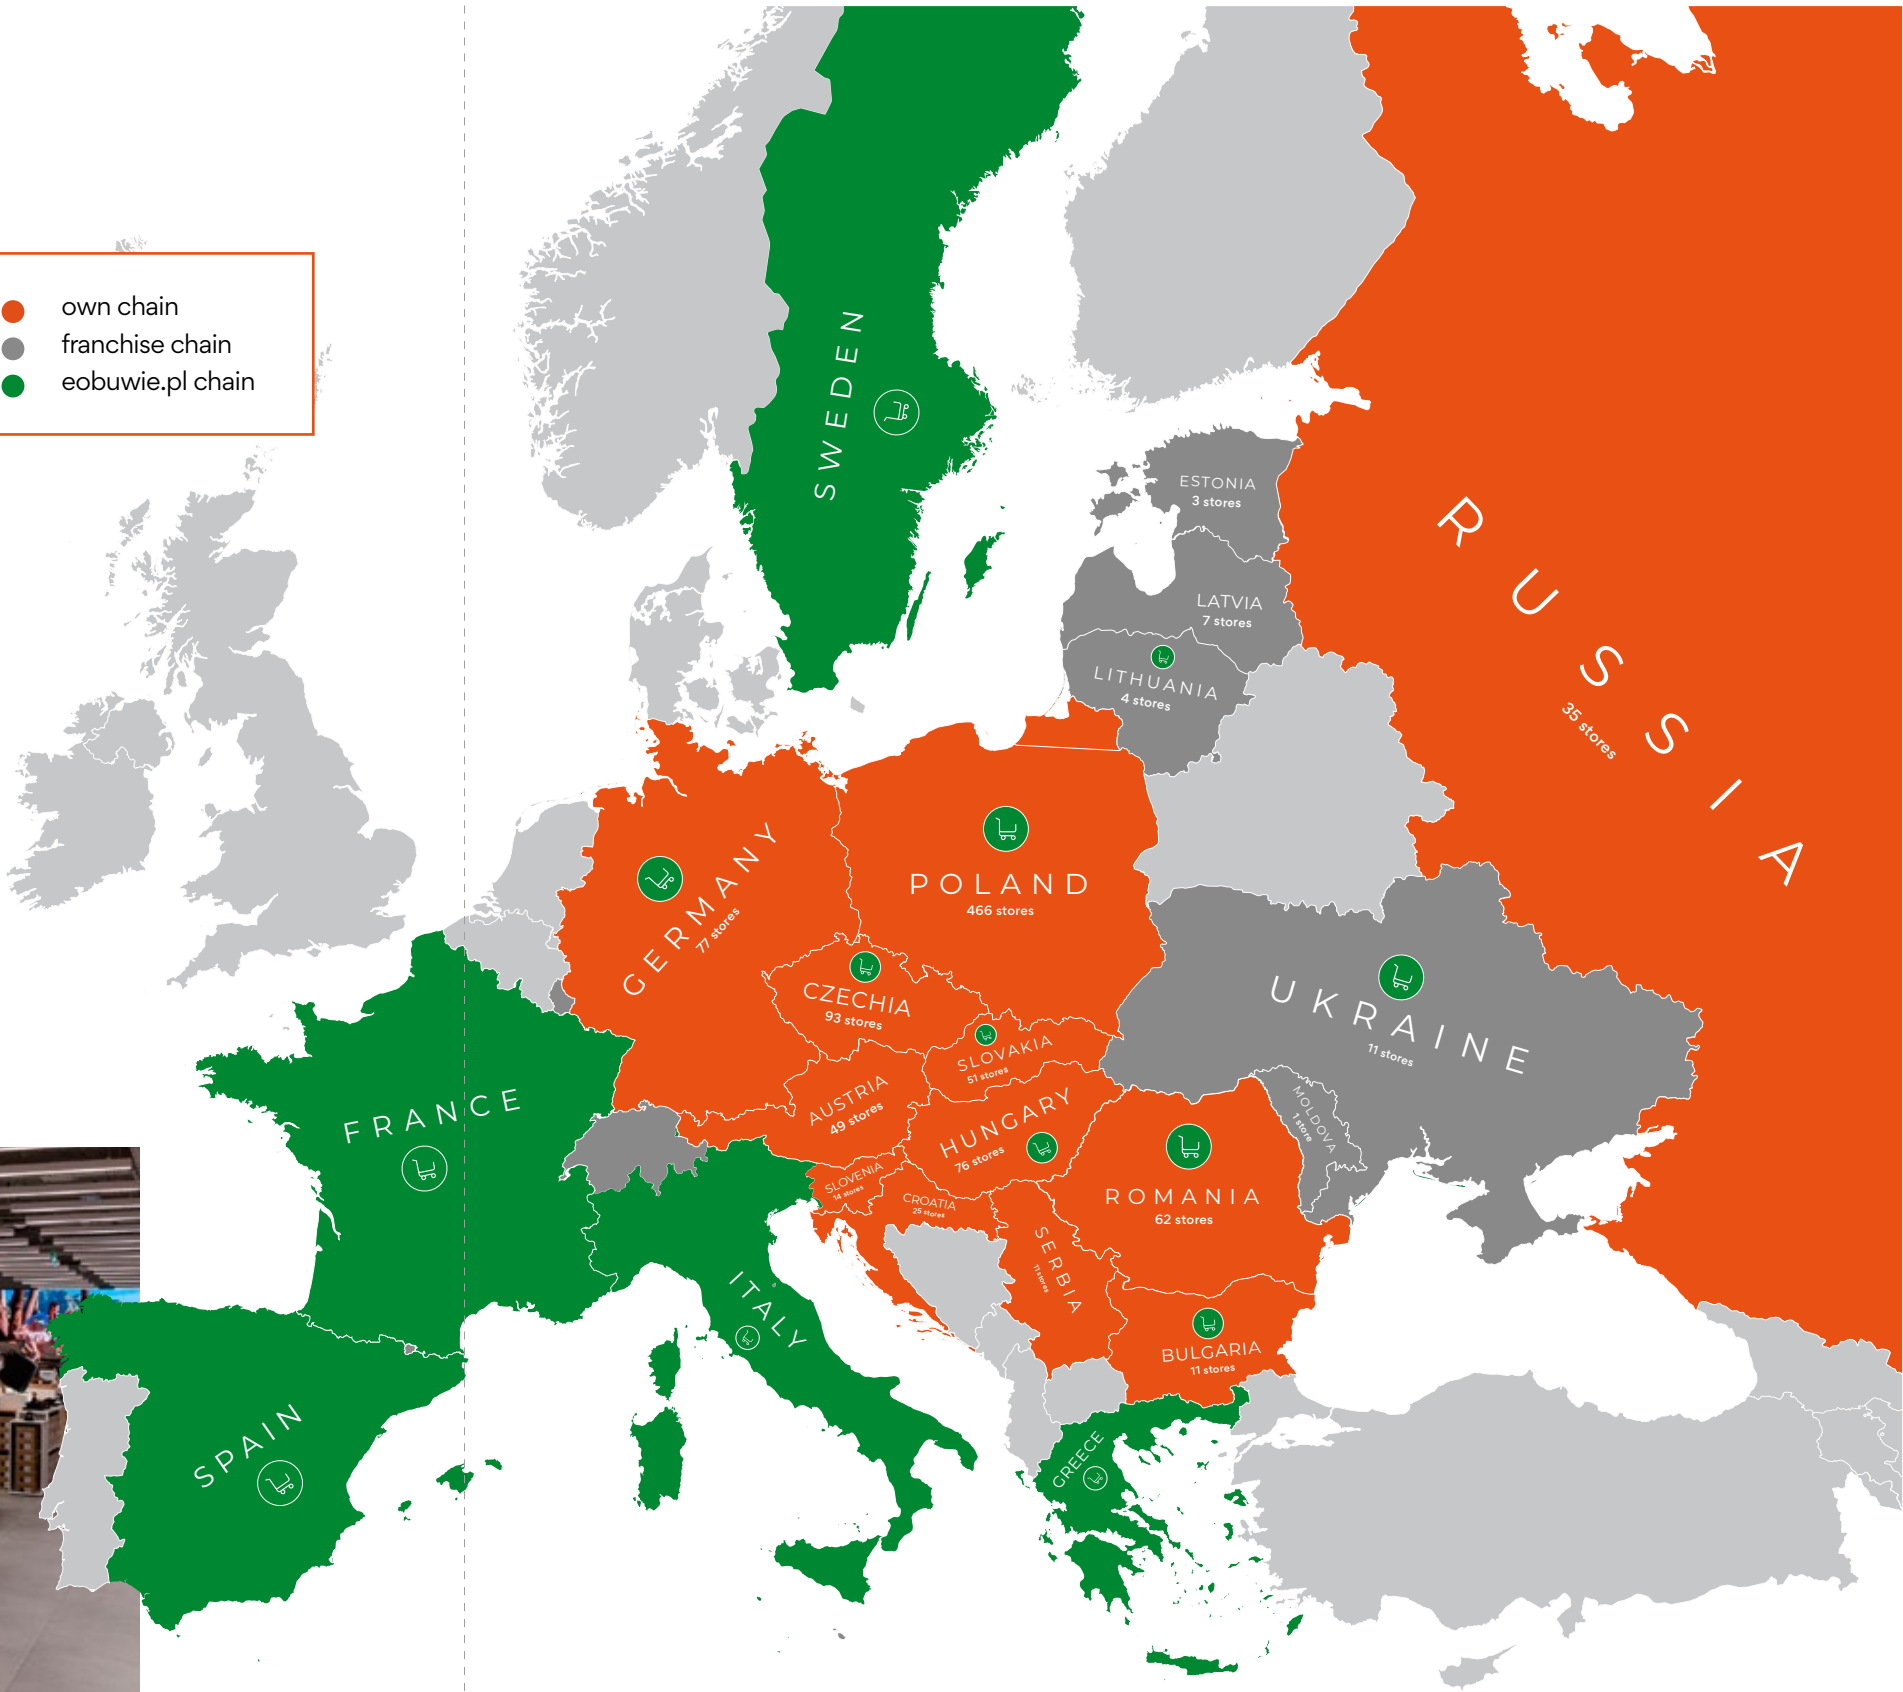 own chain
franchise chain
eobuwie.pl chain
SWEDEN
ESTONIA
3 stores
LATVIA
7 stores
LITHUANIA
4 stores
RUSSIA
35 stores
GERMANY
77 stores
POLAND
466 stores
CZECHIA
93 stores
SLOVAKIA
51 stores
UKRAINE
11 stores
MOLDOVA
1 store
AUSTRIA
49 stores
HUNGARY
76 stores
FRANCE
SLOVENIA
14 stores
CROATIA
25 stores
ROMANIA
62 stores
SERBIA
11 stores
ITALY
BULGARIA
11 stores
SPAIN
GREECE